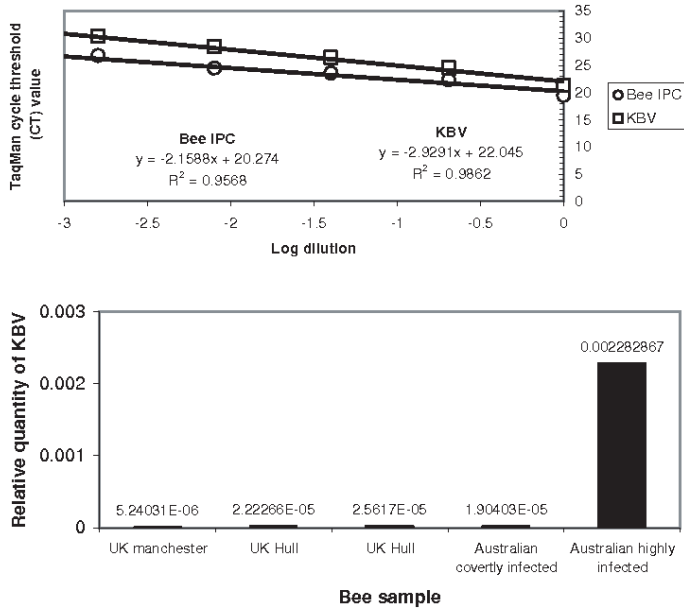 TaqMan cycle threshold
(CT) value
35
30
25
20
15
10
5
0
Bee IPC
KBV
Bee IPC
y = -2.1588x + 20.274
R² = 0.9568
KBV
y = -2.9291x + 22.045
R² = 0.9862
-3 -2.5 -2 -1.5 -1 -0.5 0
Log dilution
Relative quantity of KBV
0.003
0.002
0.001
0
5.24031E-06 2.22266E-05 2.5617E-05 1.90403E-05 0.002282867
UK manchester UK Hull UK Hull Australian covertly infected Australian highly infected
Bee sample